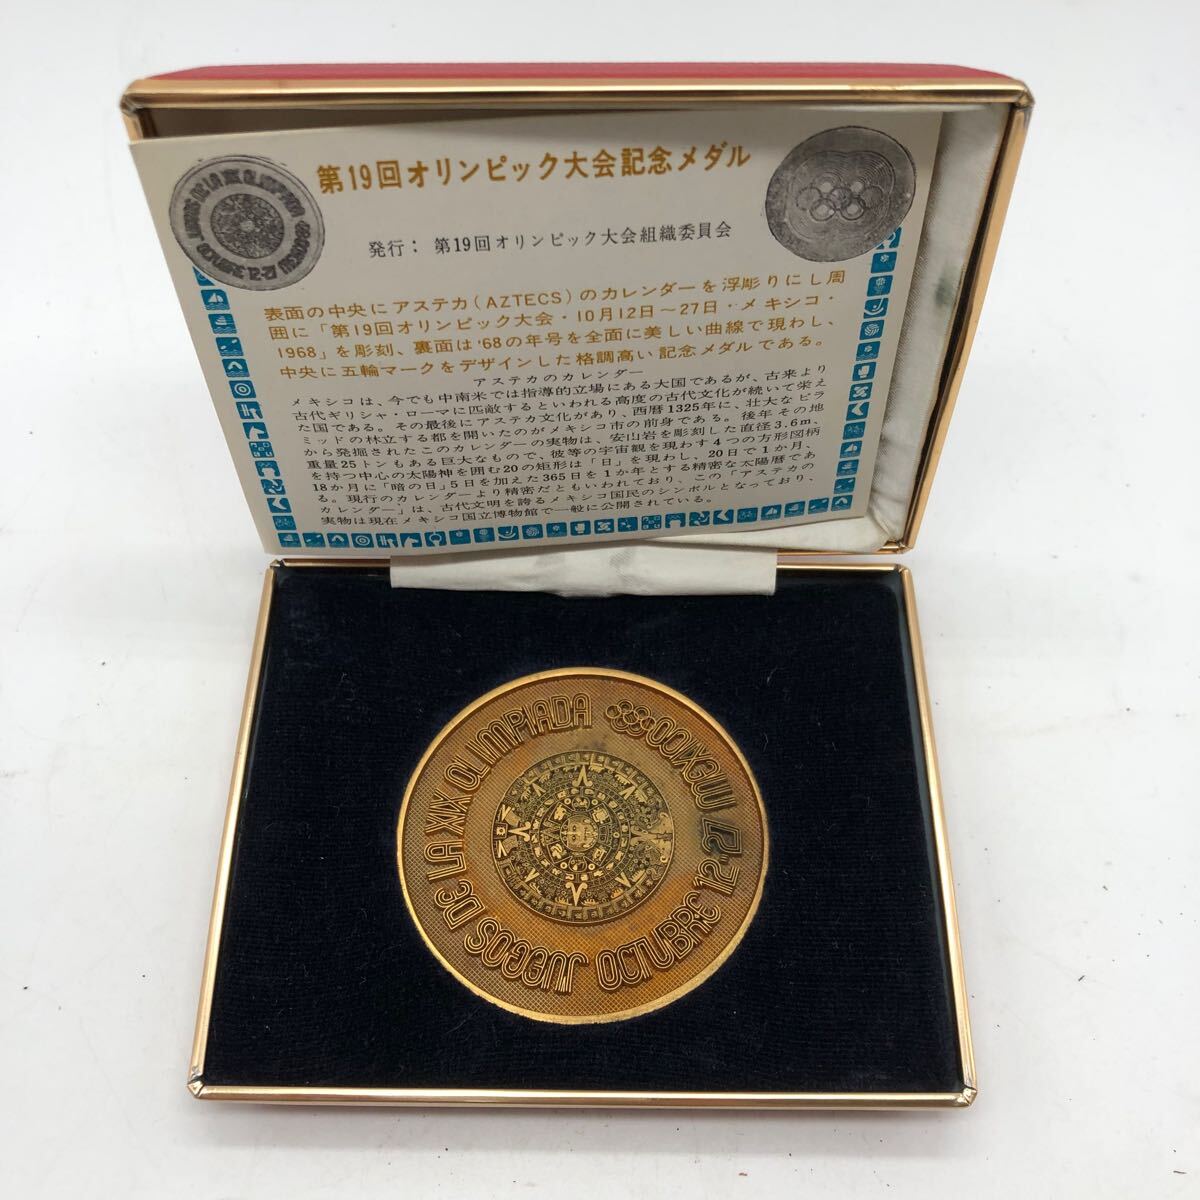 第19回オリンピック大会記念メダル
発行：第19回オリンピック大会組織委員会
表面の中央にアステカ(AZTECS)のカレンダーを浮彫りにし周
囲に「第19回オリンピック大会・10月12日～27日・メキシコ・
1968」を彫刻、裏面は'68の年号を全面に美しい曲線で現わし、
中央に五輪マークをデザインした格調高い記念メダルである。
アステカのカレンダー
メキシコは、今でも中南米では指導的立場にある大国であるが、古来より
古代ギリシャ・ローマに匹敵するといわれる高度の古代文化が続いて栄え
た国である。その最後にアステカ文化があり、西暦1325年に、壮大なピラ
ミッドの林立する都を開いたのがメキシコ市の前身である。後年その地
から発掘されたこのカレンダーの実物は、安山岩を彫刻した直径3.6m、
重量25トンもある巨大なもので、彼等の宇宙観を現わす4つの方形図柄
を持つ中心の太陽神を囲む20の矩形は「日」を現わし、20日で1か月、
18か月に「暗の日」5日を加えた365日を1か年とする精密な太陽暦であ
る。現行のカレンダーより精密だともいわれており、この「アステカの
カレンダー」は、古代文明を誇るメキシコ国民のシンボルとなっており、
実物は現在メキシコ国立博物館で一般に公開されている。
JUEGOS DE LA XIX OLIMPIADA
MEXICO
OCTUBRE 12-27